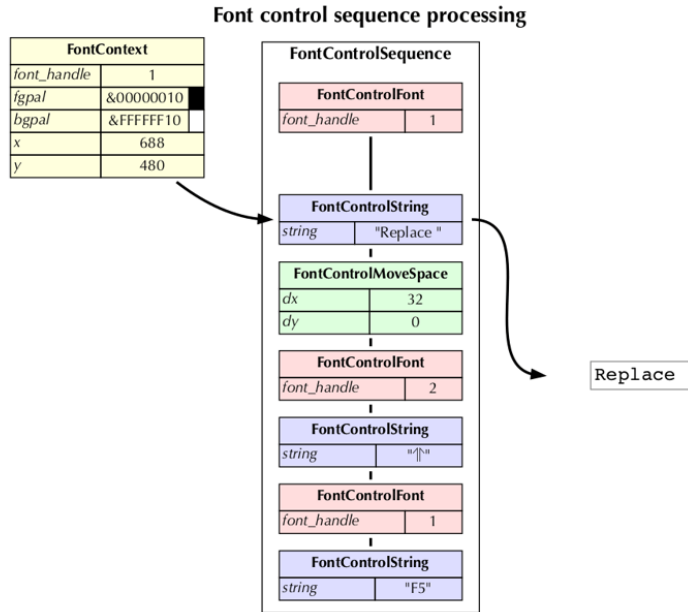 Font control sequence processing
FontContext
font_handle 1
fgpal &00000010
bgpal &FFFFFF10
x 688
y 480
FontControlSequence
FontControlFont
font_handle 1
FontControlString
string "Replace "
FontControlMoveSpace
dx 32
dy 0
FontControlFont
font_handle 2
FontControlString
string "⇑"
FontControlFont
font_handle 1
FontControlString
string "F5"
Replace